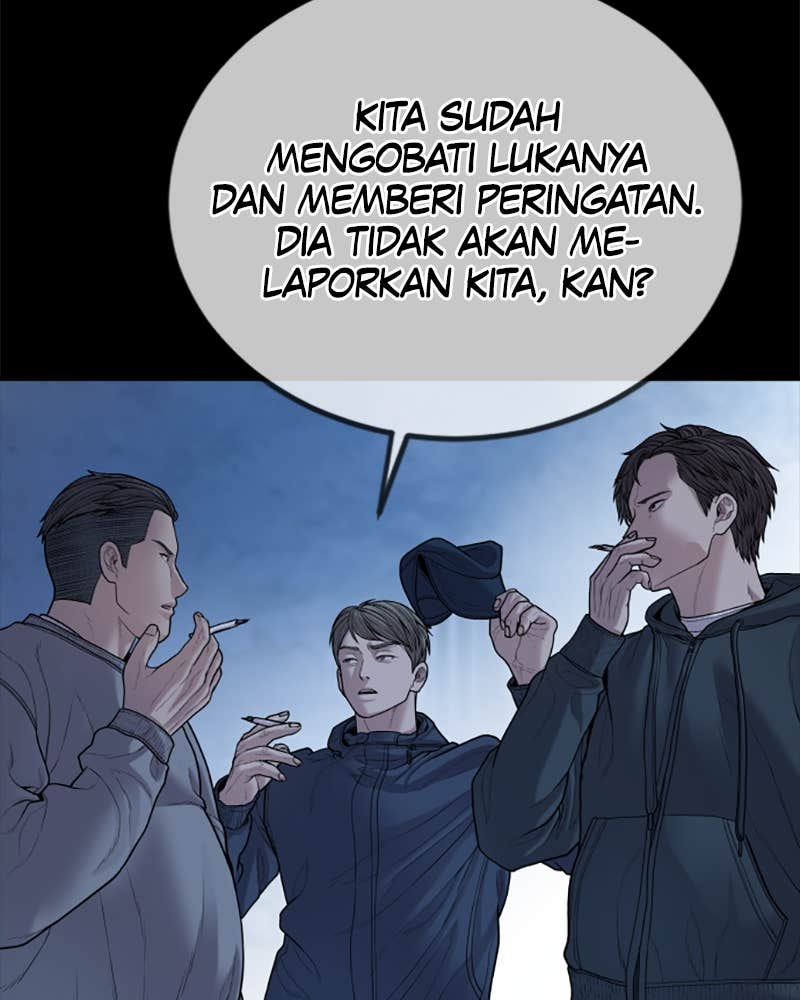 KITA SUDAH
MENGOBATI LUKANYA
DAN MEMBERI PERINGATAN.
DIA TIDAK AKAN ME-
LAPORKAN KITA, KAN?